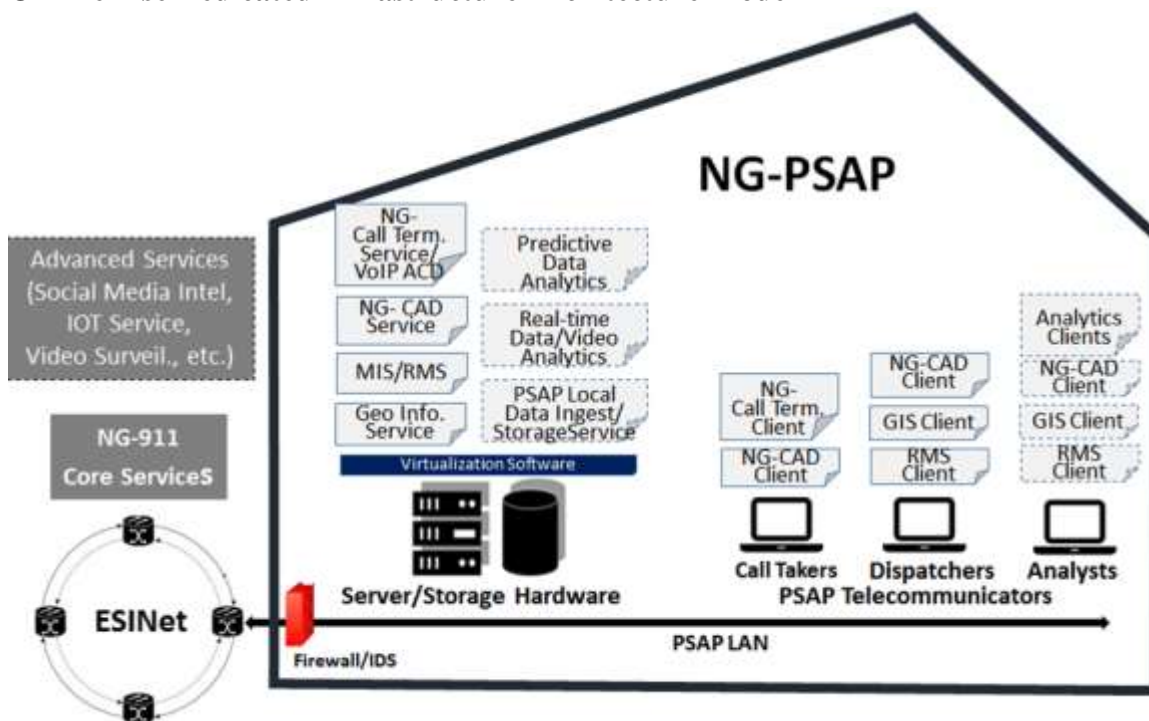 NG-PSAP
Advanced Services
(Social Media Intel,
IOT Service,
Video Surveil., etc.)
NG-911
Core Service$
ESINet
NG-
Call Term.
Service/
VoIP ACD
NG- CAD
Service
MIS/RMS
Geo Info.
Service
Predictive
Data
Analytics
Real-time
Data/Video
Analytics
PSAP Local
Data Ingest/
StorageService
Virtualization Software
Server/Storage Hardware
NG-
Call Term.
Client
NG-CAD
Client
Call Takers
NG-CAD
Client
GIS Client
RMS
Client
Dispatchers
Analytics
Clients
NG-CAD
Client
GIS Client
RMS
Client
Analysts
PSAP Telecommunicators
PSAP LAN
Firewall/IDS